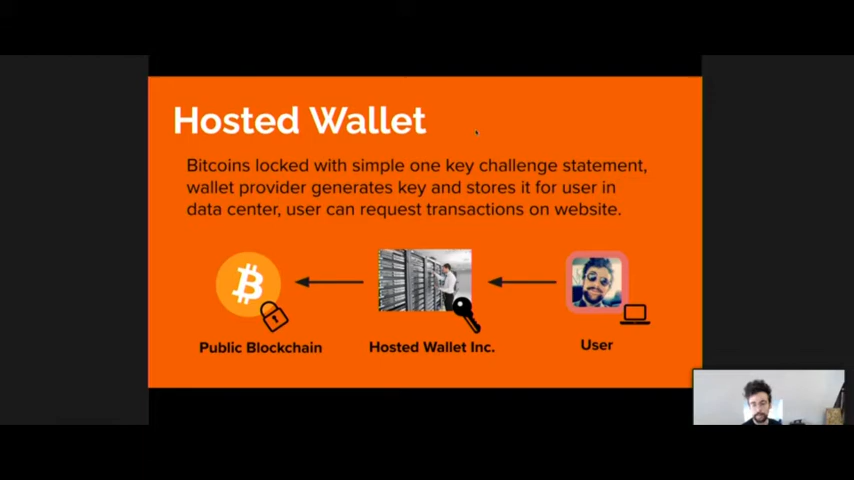 Hosted Wallet
Bitcoins locked with simple one key challenge statement,
wallet provider generates key and stores it for user in
data center, user can request transactions on website.
Public Blockchain
Hosted Wallet Inc.
User